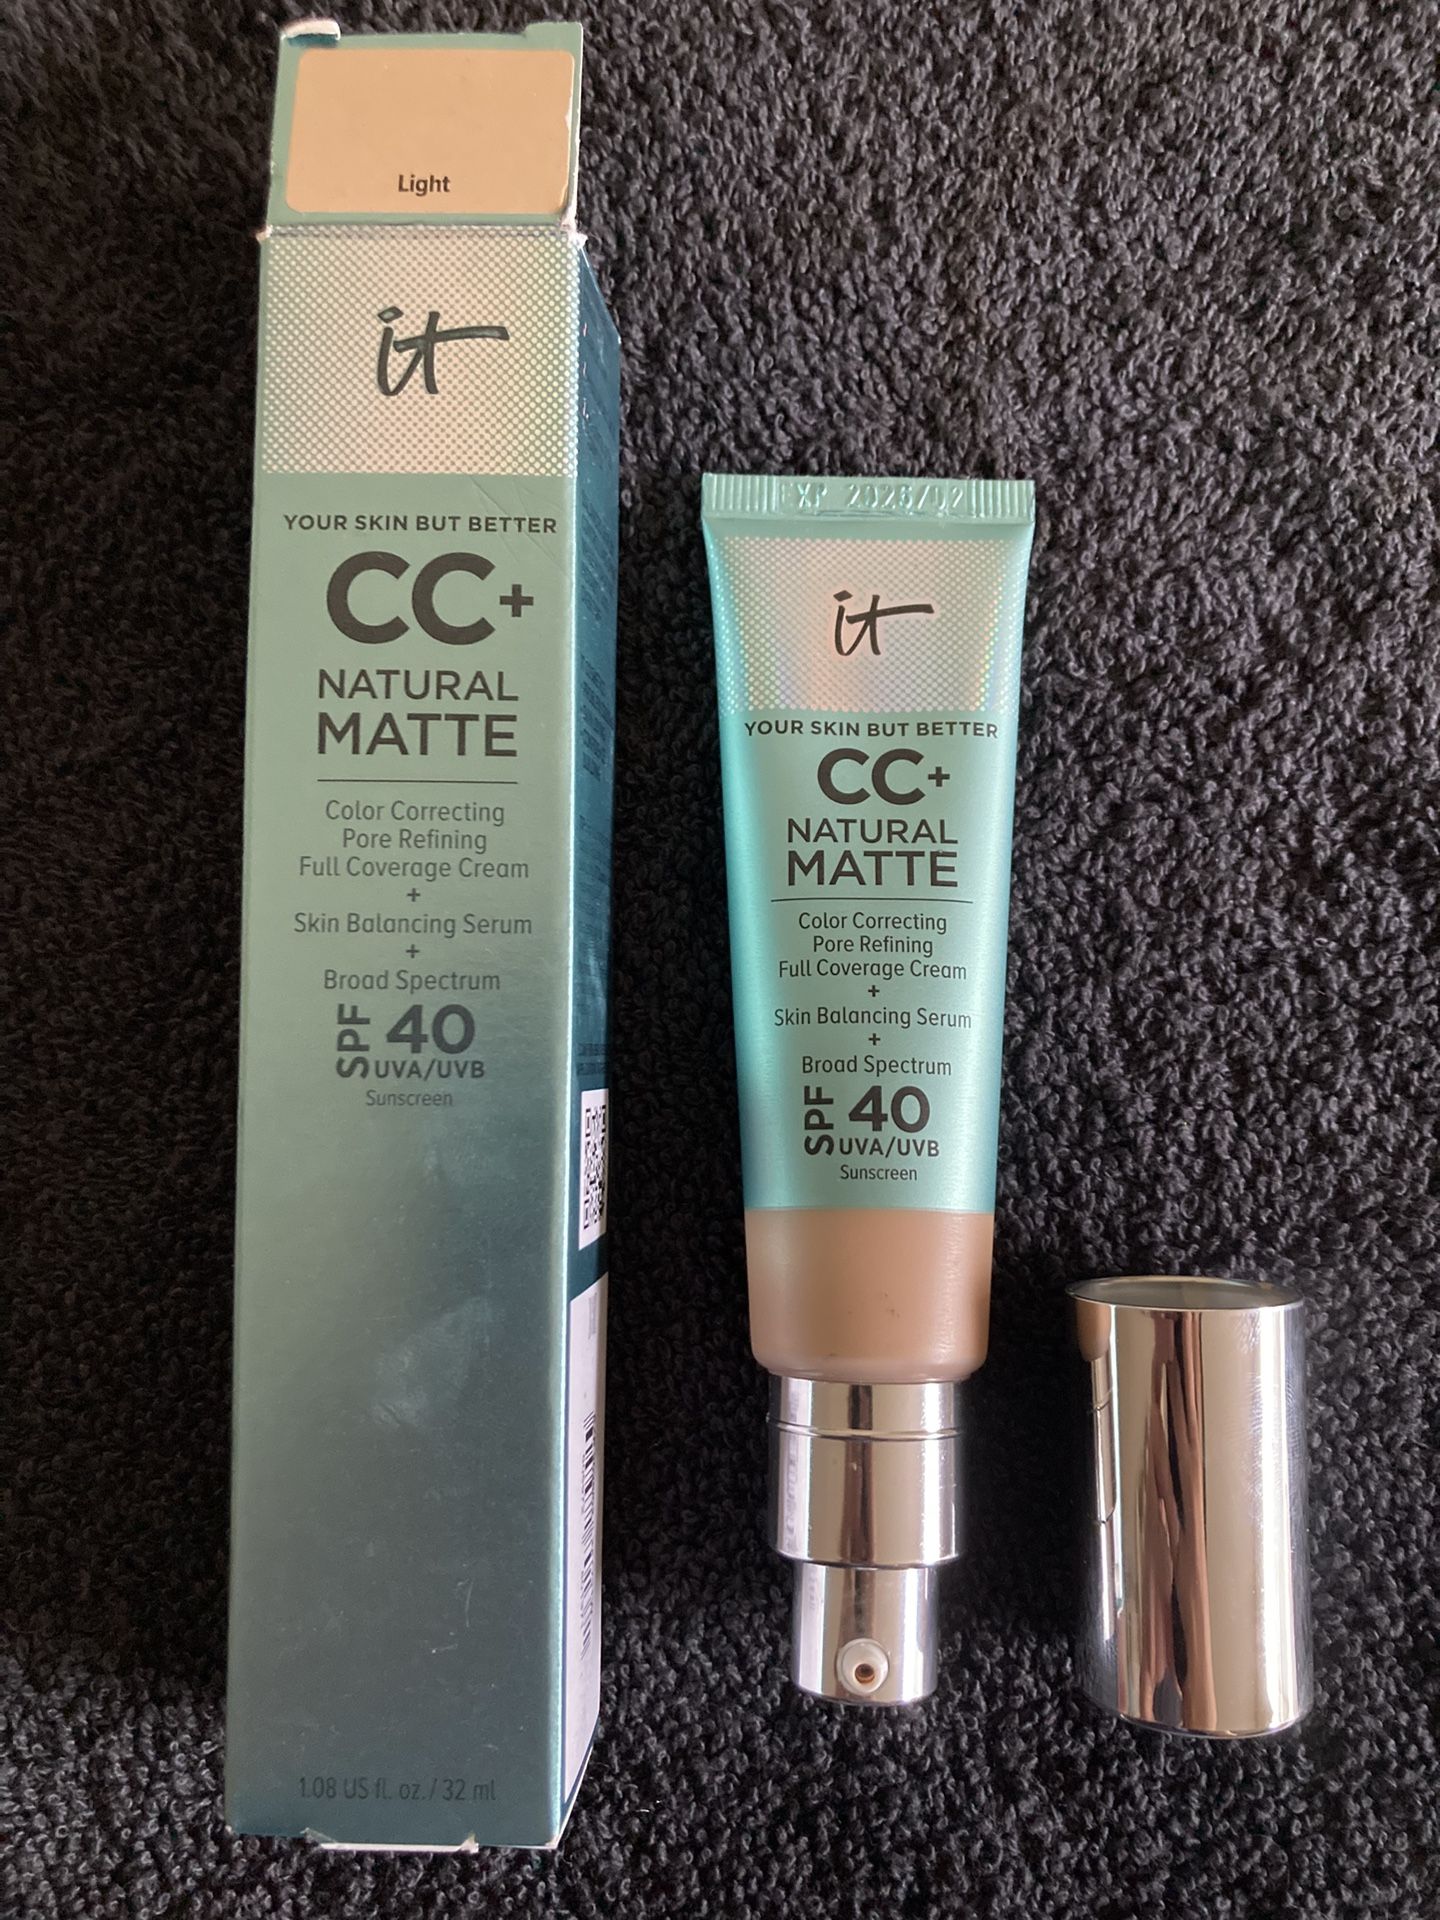 Light
it
YOUR SKIN BUT BETTER
CC+
NATURAL
MATTE
Color Correcting
Pore Refining
Full Coverage Cream
+
Skin Balancing Serum
+
Broad Spectrum
SPF 40
UVA/UVB
Sunscreen
1.08 US fl. oz. / 32 ml
it
YOUR SKIN BUT BETTER
CC+
NATURAL
MATTE
Color Correcting
Pore Refining
Full Coverage Cream
+
Skin Balancing Serum
+
Broad Spectrum
SPF 40
UVA/UVB
Sunscreen